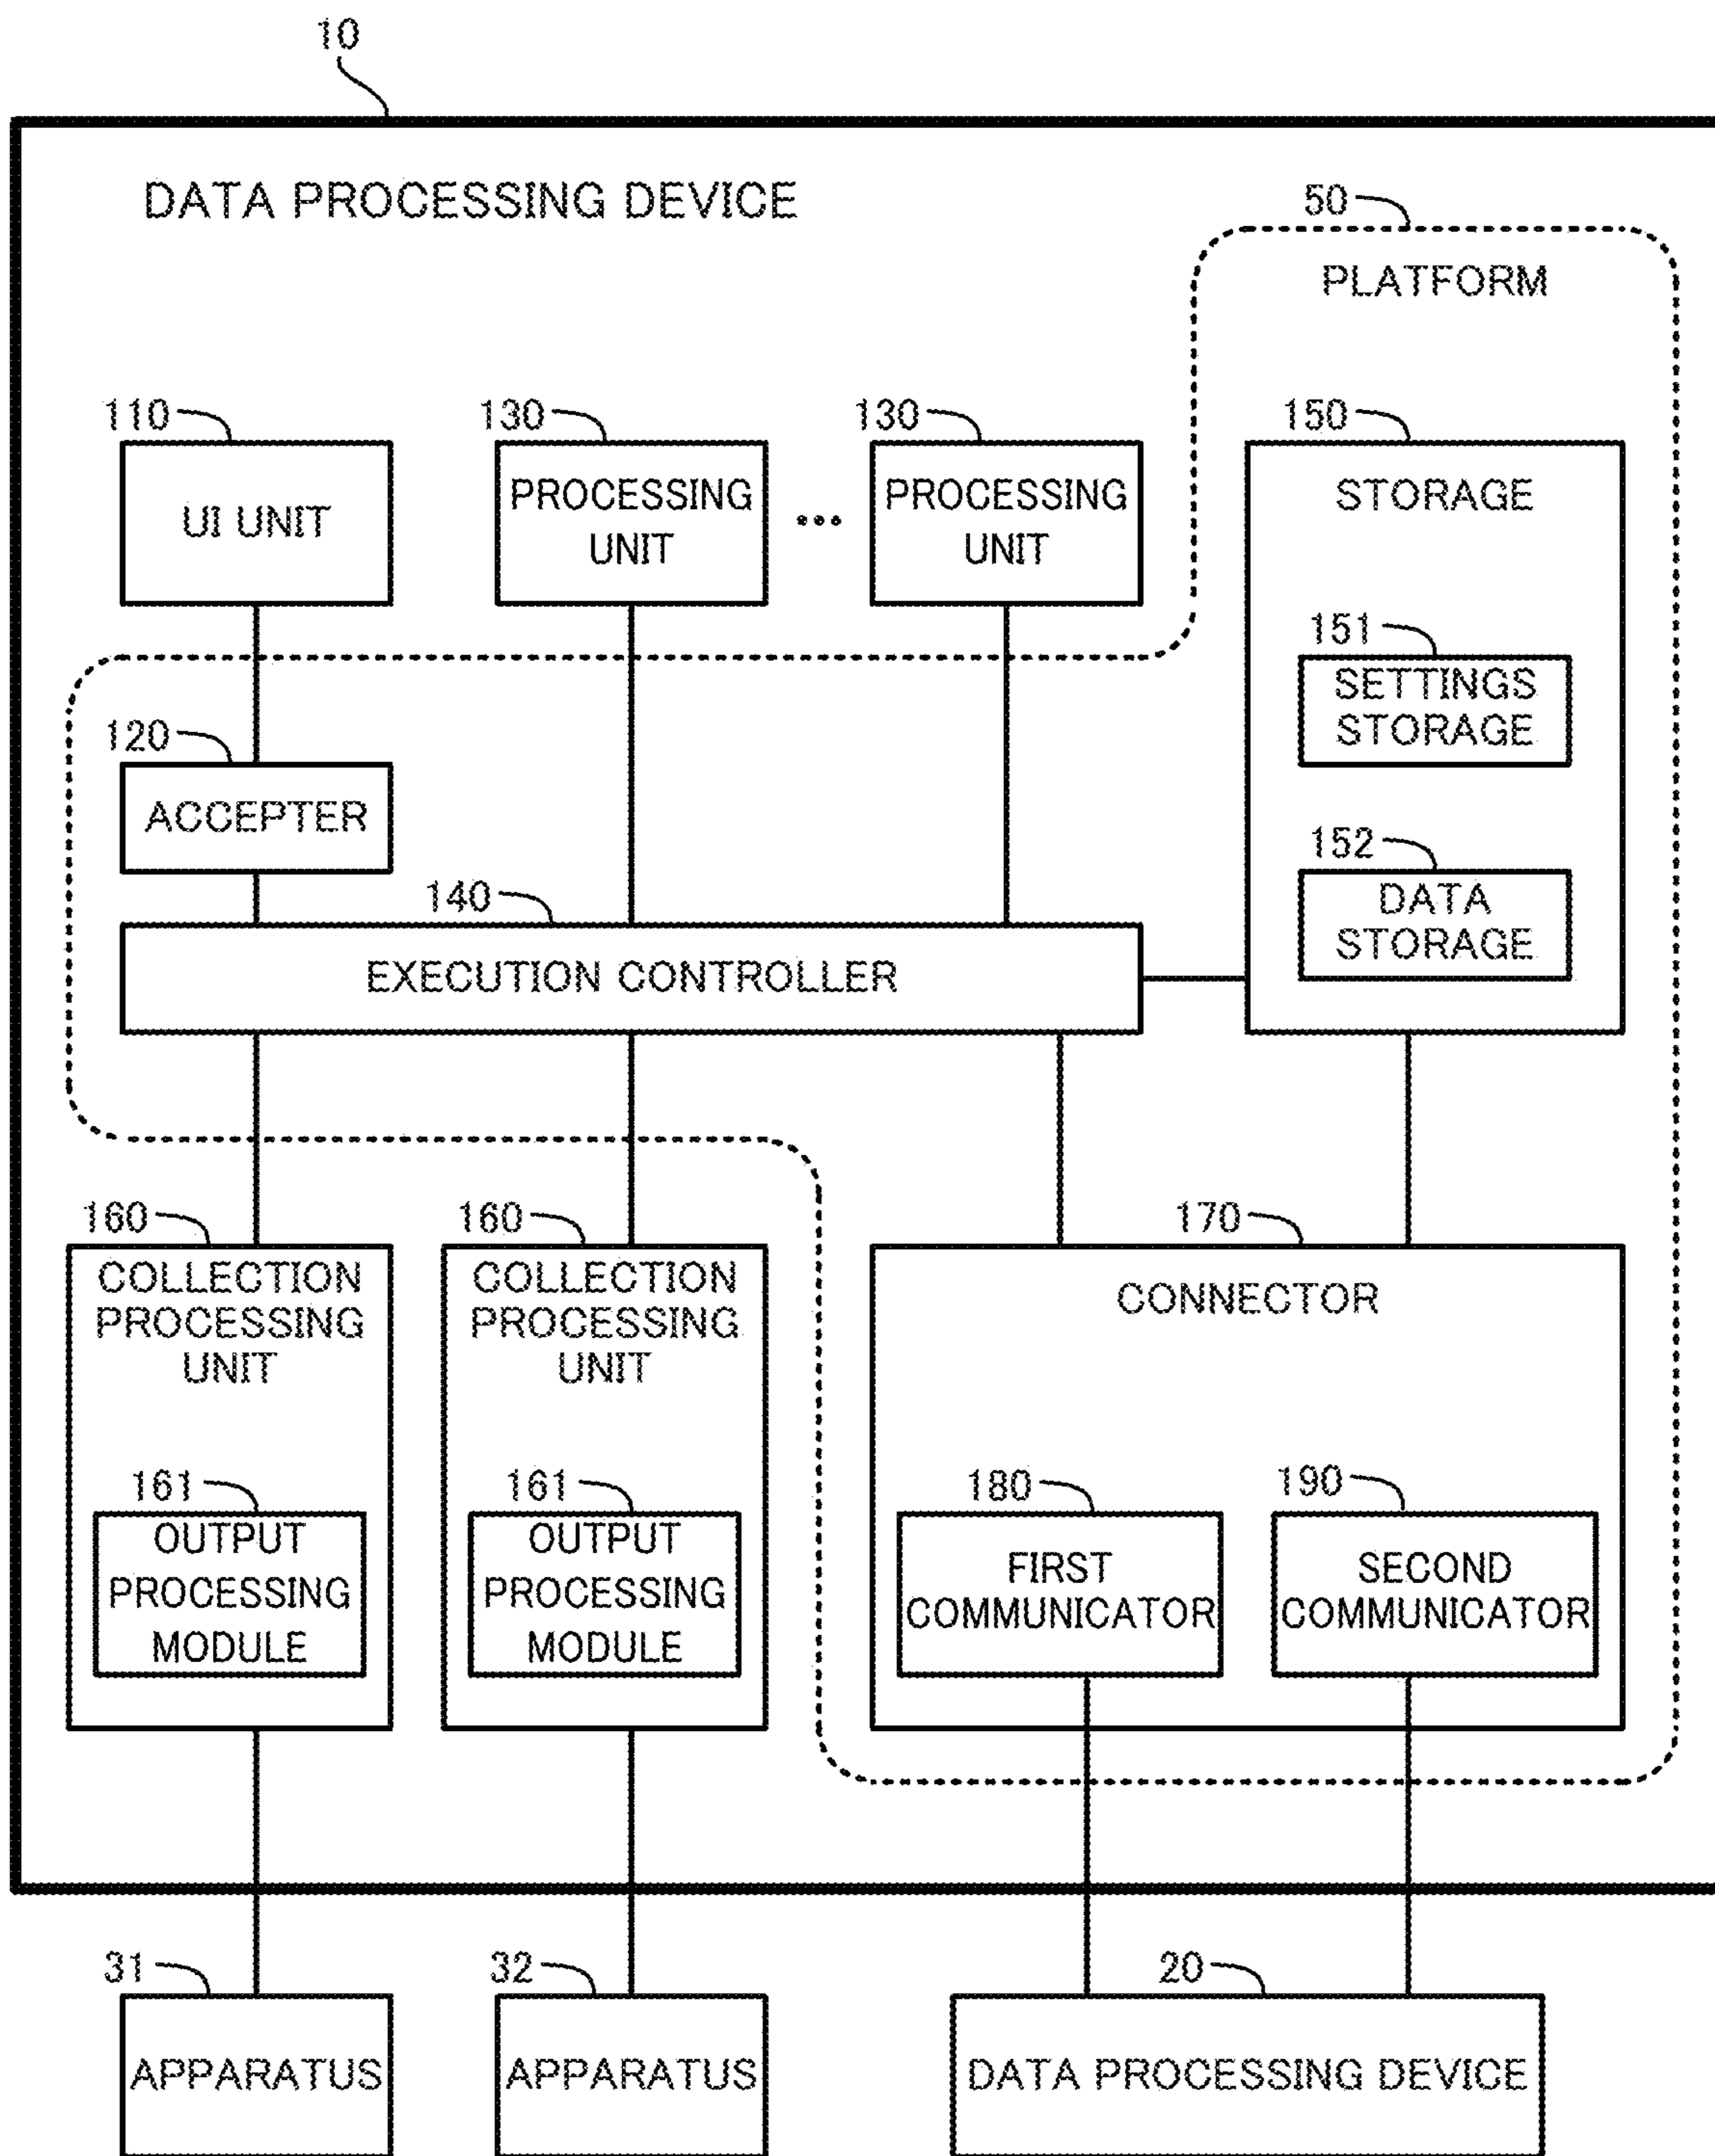 10
DATA PROCESSING DEVICE
50
PLATFORM
110
UI UNIT
130
PROCESSING
UNIT
...
130
PROCESSING
UNIT
150
STORAGE
151
SETTINGS
STORAGE
152
DATA
STORAGE
120
ACCEPTER
140
EXECUTION CONTROLLER
160
COLLECTION
PROCESSING
UNIT
161
OUTPUT
PROCESSING
MODULE
160
COLLECTION
PROCESSING
UNIT
161
OUTPUT
PROCESSING
MODULE
170
CONNECTOR
180
FIRST
COMMUNICATOR
190
SECOND
COMMUNICATOR
31
APPARATUS
32
APPARATUS
20
DATA PROCESSING DEVICE